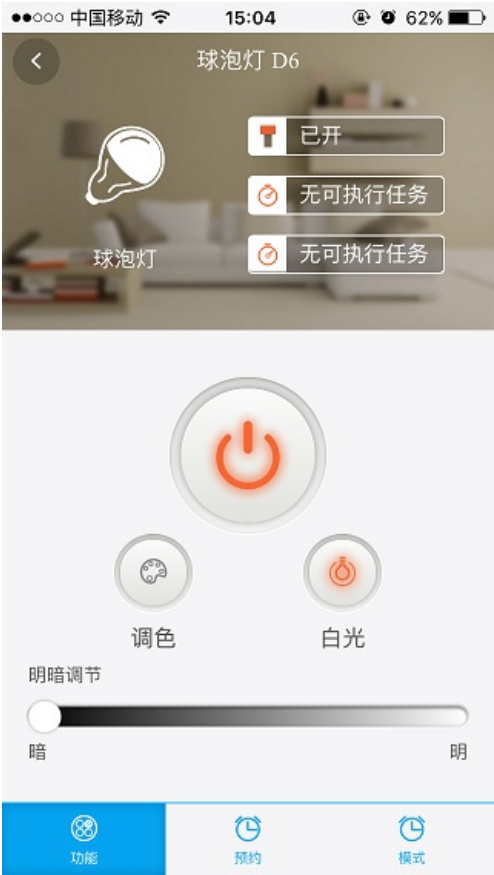 中国移动 15:04 62%
球泡灯 D6
已开
无可执行任务
球泡灯
无可执行任务
调色 白光
明暗调节
暗 明
功能 预约 模式